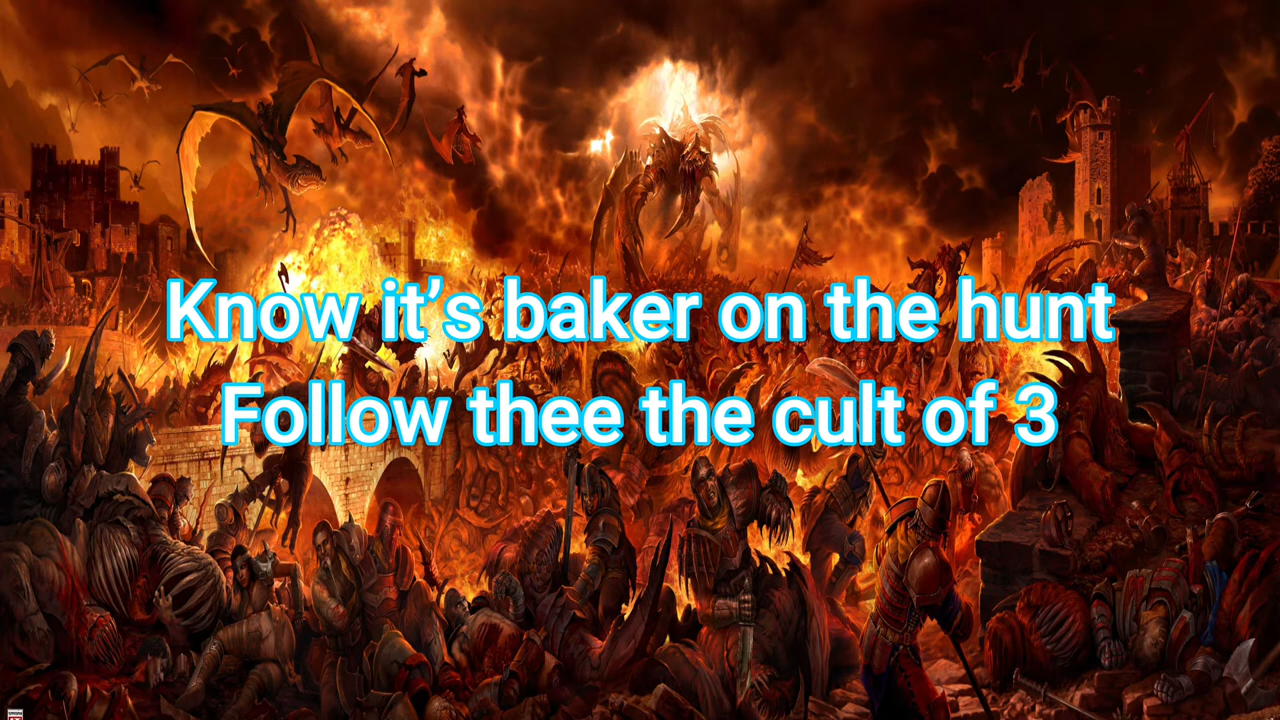 Know it’s baker on the hunt
Follow thee the cult of 3